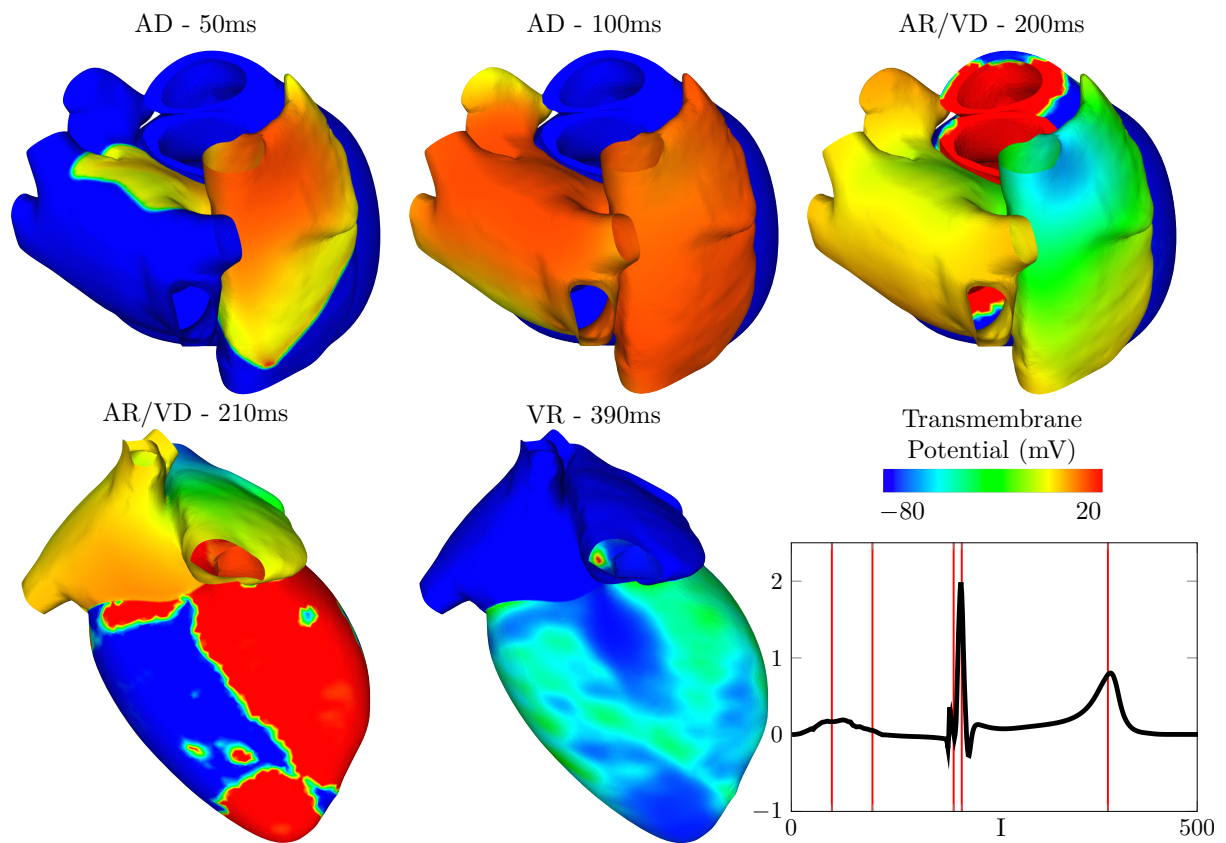 AD - 50ms
AD - 100ms
AR/VD - 200ms
AR/VD - 210ms
VR - 390ms
Transmembrane
Potential (mV)
−80
20
2
1
0
−1
0
I
500